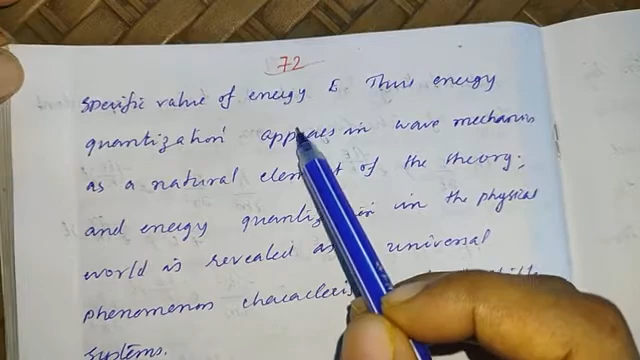 72
specific value of energy E Thus energy
quantization' appears in wave mechanics
as a natural element of the theory;
and energy quantization in the physical
world is revealed as universal
phenomenon
systems.